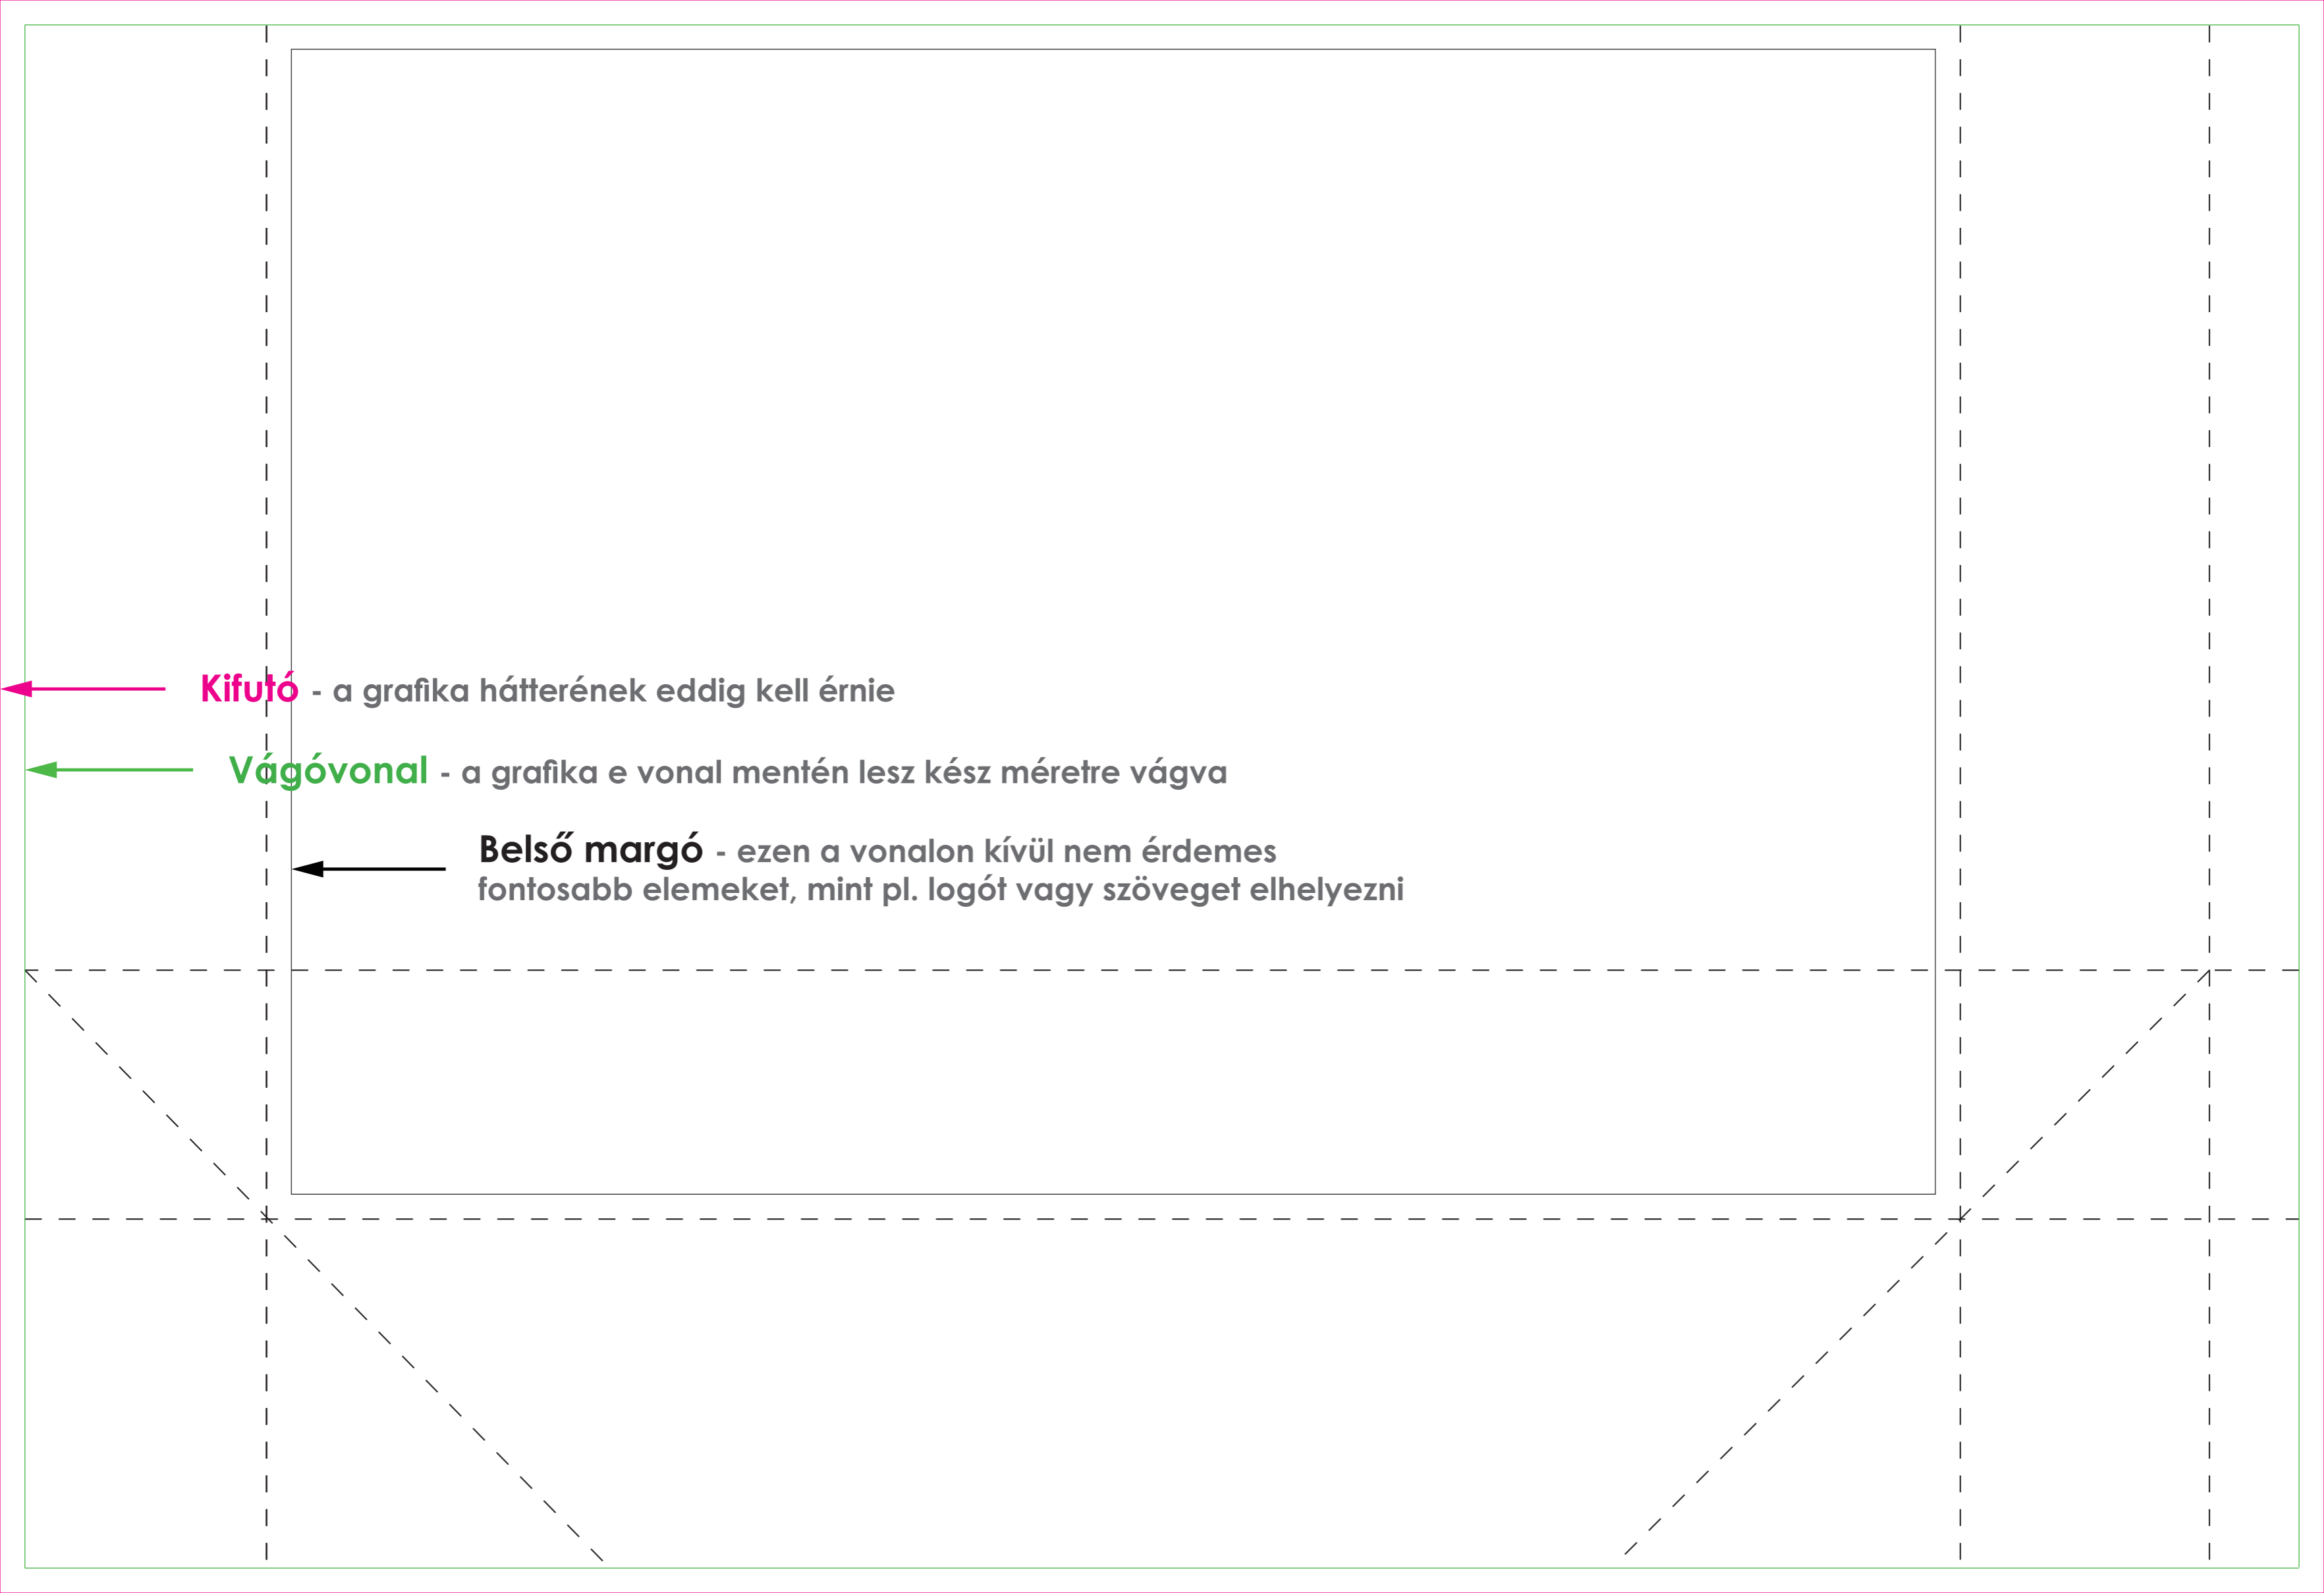 Kifutó - a grafika hátterének eddig kell érnie
Vágóvonal - a grafika e vonal mentén lesz kész méretre vágva
Belső margó - ezen a vonalon kívül nem érdemes
fontosabb elemeket, mint pl. logót vagy szöveget elhelyezni